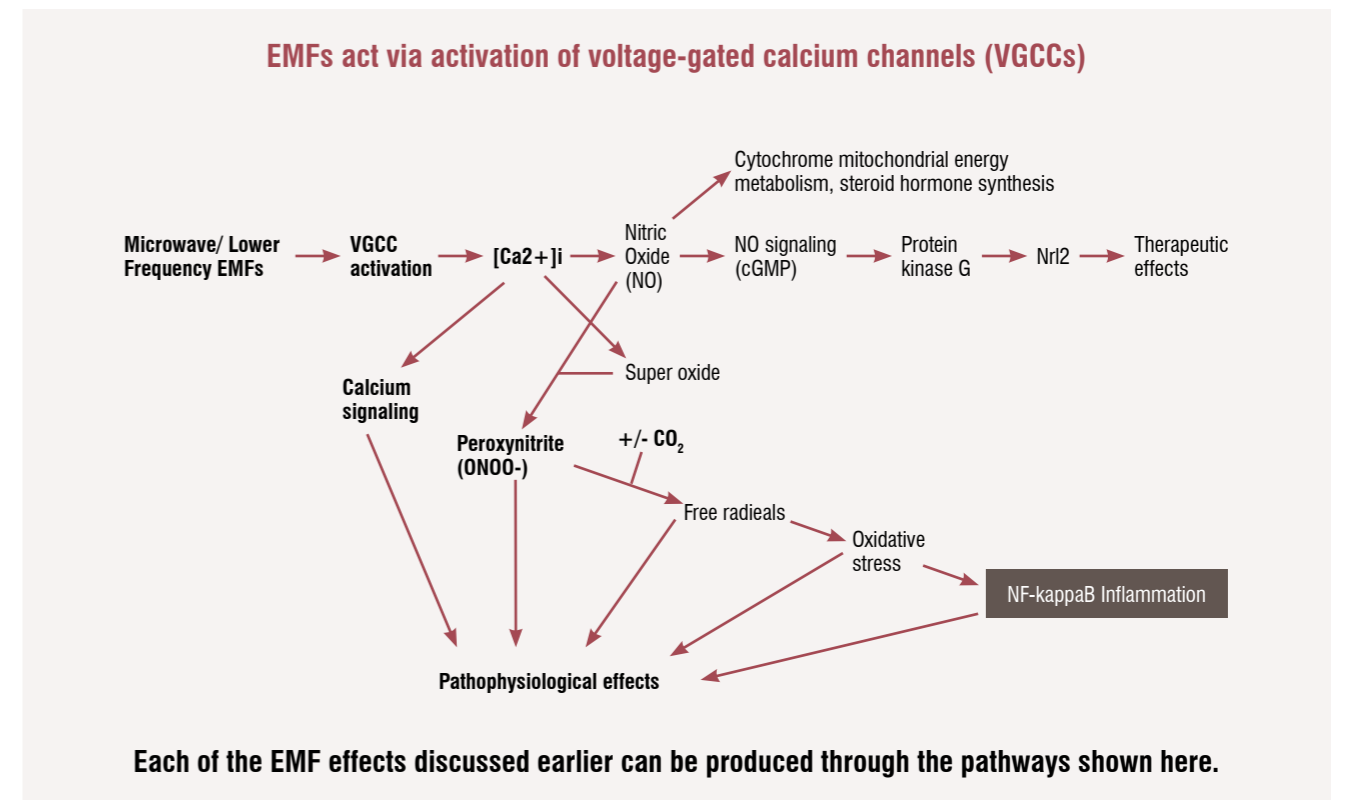 EMFs act via activation of voltage-gated calcium channels (VGCCs)
Cytochrome mitochondrial energy
metabolism, steroid hormone synthesis
Microwave/ Lower
Frequency EMFs
VGCC
activation
[Ca2+]i
Nitric
Oxide
(NO)
NO signaling
(cGMP)
Protein
kinase G
Nrl2
Therapeutic
effects
Calcium
signaling
Super oxide
Peroxynitrite
(ONOO-)
+/- CO₂
Free radieals
Oxidative
stress
NF-kappaB Inflammation
Pathophysiological effects
Each of the EMF effects discussed earlier can be produced through the pathways shown here.